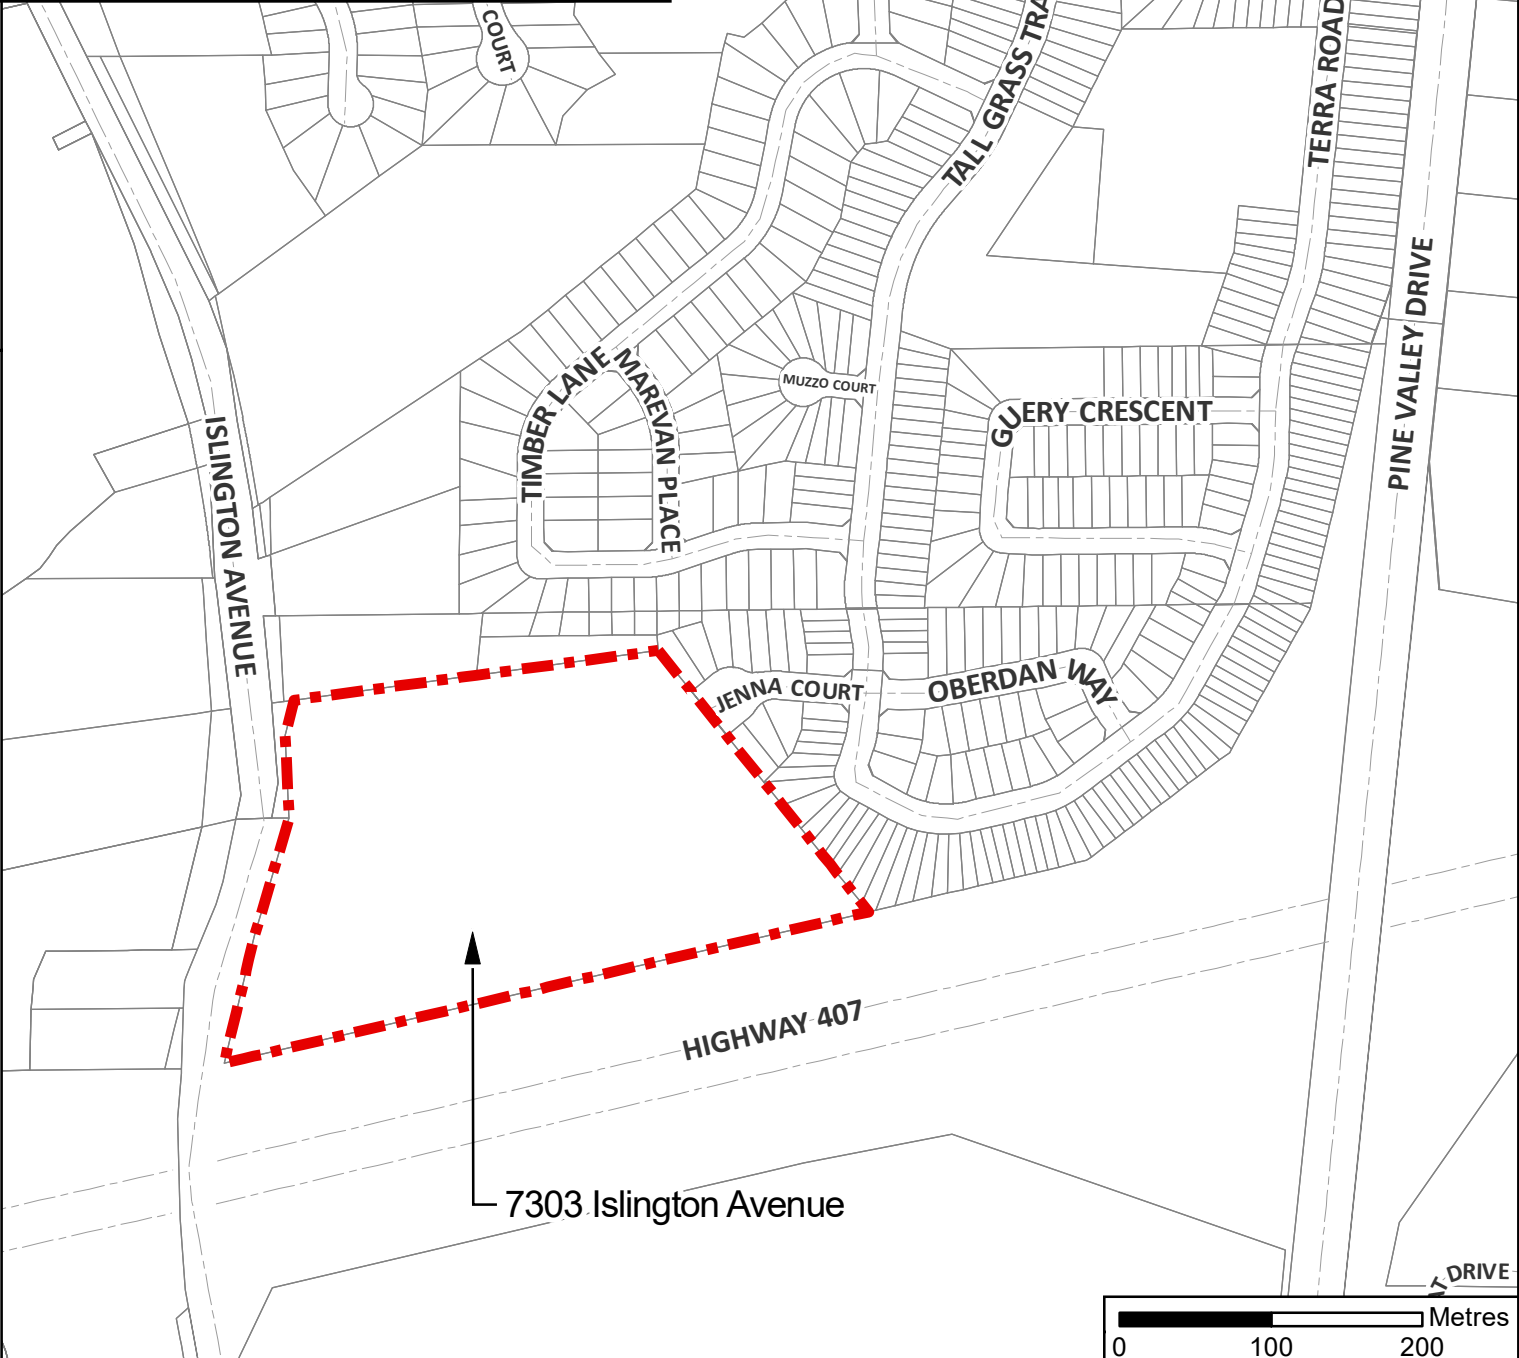 COURT
TALL GRASS TRA
TERRA ROAD
PINE VALLEY DRIVE
TIMBER LANE
MAREVAN PLACE
MUZZO COURT
GUERY CRESCENT
ISLINGTON AVENUE
JENNA COURT
OBERDAN WAY
HIGHWAY 407
7303 Islington Avenue
AT DRIVE
Metres
0 100 200